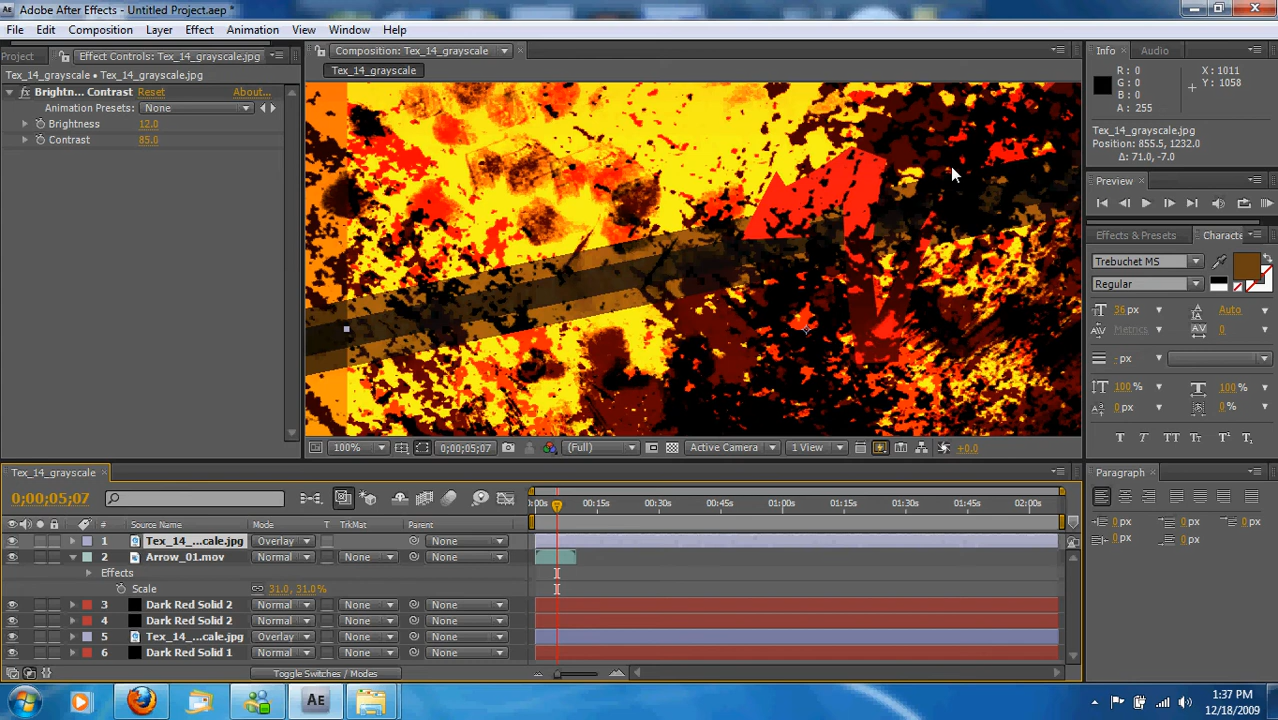 Adobe After Effects - Untitled Project.aep *
File Edit Composition Layer Effect Animation View Window Help
Project Effect Controls: Tex_14_grayscale.jpg
Tex_14_grayscale • Tex_14_grayscale.jpg
fx Brightn... Contrast Reset About...
Animation Presets: None
Brightness 12.0
Contrast 85.0
Composition: Tex_14_grayscale
Tex_14_grayscale
100% 0;00;05;07 (Full) Active Camera 1 View +0.0
Info Audio
R: 0 X: 1011
G: 0 Y: 1058
B: 0
A: 255
Tex_14_grayscale.jpg
Position: 855.5, 1232.0
Δ: 71.0, -7.0
Preview
Effects & Presets Characte
Trebuchet MS
Regular
36 px Auto
Metrics 0
- px
100 % 100 %
0 px 0 %
T T TT Tt T¹ T₁
Paragraph
0 px 0 px 0 px
0 px 0 px
Tex_14_grayscale
0;00;05;07
:00s 00:15s 00:30s 00:45s 01:00s 01:15s 01:30s 01:45s 02:00s
# Source Name Mode T TrkMat Parent
1 Tex_14_...cale.jpg Overlay None
2 Arrow_01.mov Normal None None
Effects
Scale 31.0, 31.0%
3 Dark Red Solid 2 Normal None None
4 Dark Red Solid 2 Normal None None
5 Tex_14_...cale.jpg Overlay None None
6 Dark Red Solid 1 Normal None None
Toggle Switches / Modes
Ae
1:37 PM
12/18/2009